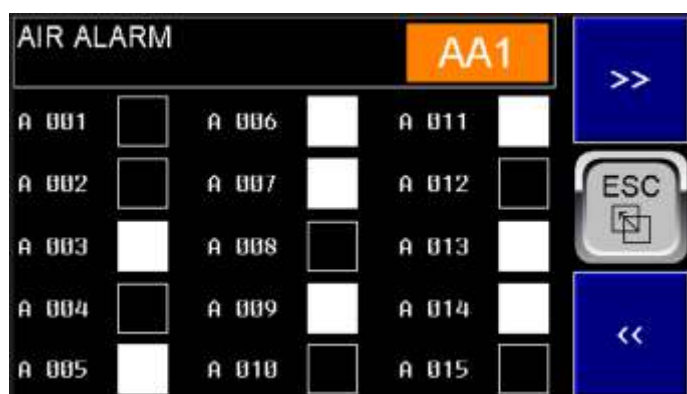 AIR ALARM AA1 >>
A 001 A 006 A 011
A 002 A 007 A 012 ESC
A 003 A 008 A 013
A 004 A 009 A 014 <<
A 005 A 010 A 015